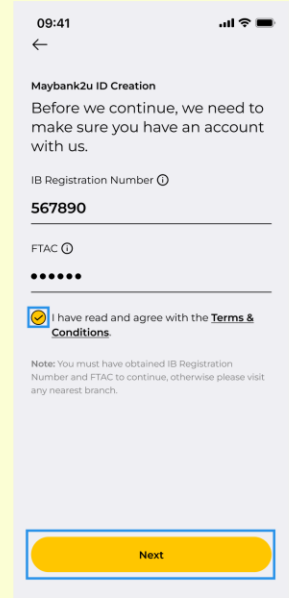 09:41
Maybank2u ID Creation
Before we continue, we need to
make sure you have an account
with us.
IB Registration Number
567890
FTAC
••••••
I have read and agree with the Terms &
Conditions.
Note: You must have obtained IB Registration
Number and FTAC to continue, otherwise please visit
any nearest branch.
Next